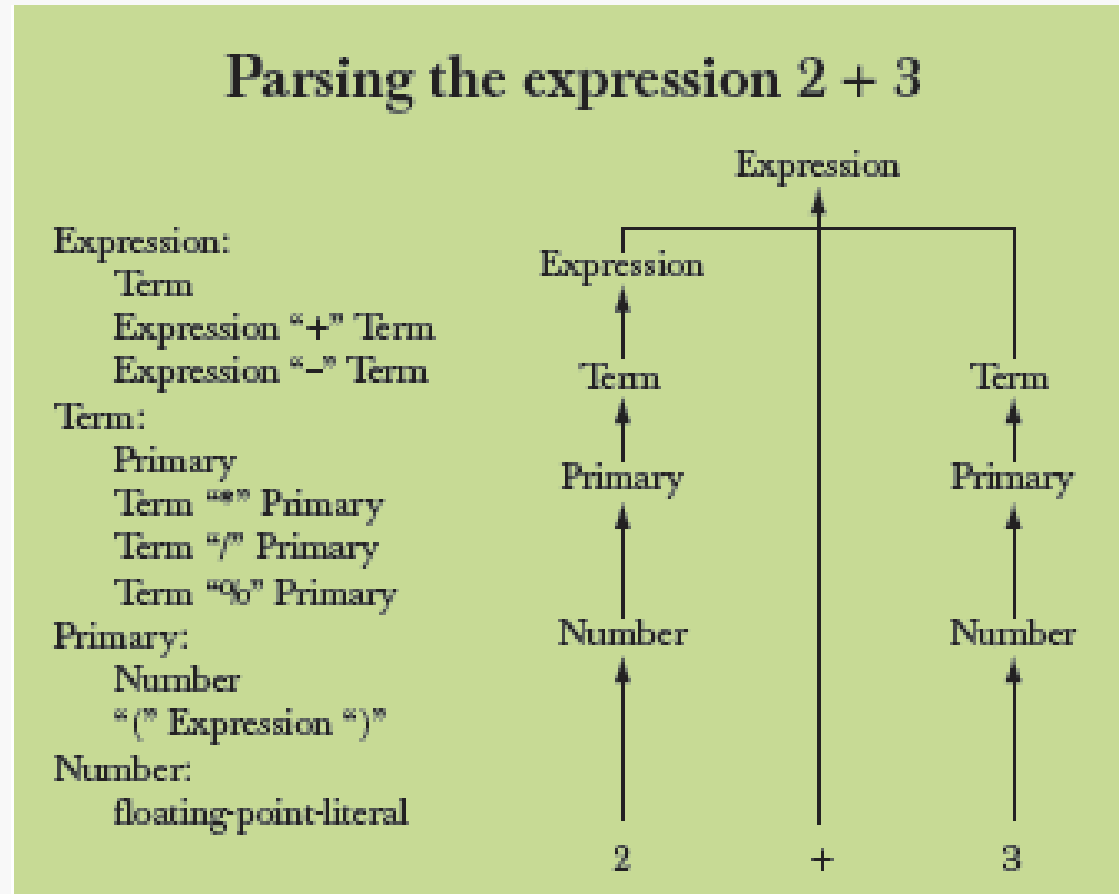 Parsing the expression 2 + 3
Expression:
Term
Expression “+” Term
Expression “–” Term
Term:
Primary
Term “*” Primary
Term “/” Primary
Term “%” Primary
Primary:
Number
“(” Expression “)”
Number:
floating-point-literal
Expression
Expression
Term Term
Primary Primary
Number Number
2 + 3